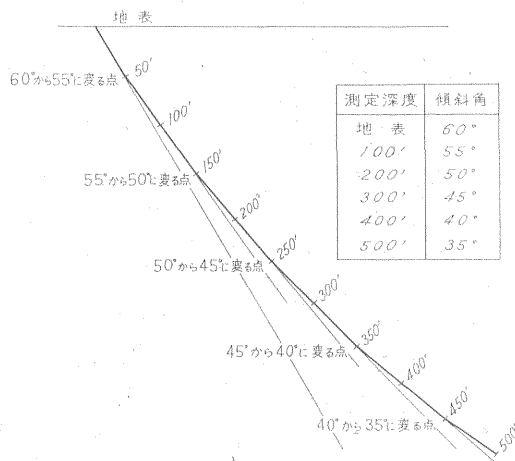 地表
50'
60°から55°に変る点
100'
150'
55°から50°に変る点
200'
250'
50°から45°に変る点
300'
350'
45'から40°に変る点
400'
450'
40°から35°に変る点
500'
測定深度 傾斜角
地表 60°
100' 55°
200' 50°
300' 45°
400' 40°
500' 35°